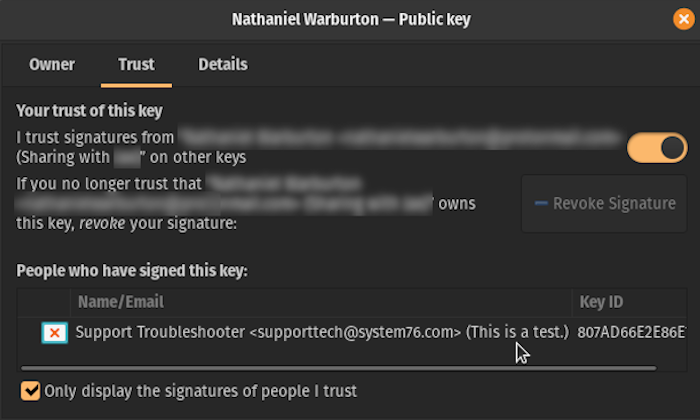 Nathaniel Warburton — Public key
Owner Trust Details
Your trust of this key
I trust signatures from
(Sharing with ” on other keys
If you no longer trust that
” owns
this key, revoke your signature:
Revoke Signature
People who have signed this key:
Name/Email Key ID
Support Troubleshooter <supporttech@system76.com> (This is a test.) 807AD66E2E86E
Only display the signatures of people I trust